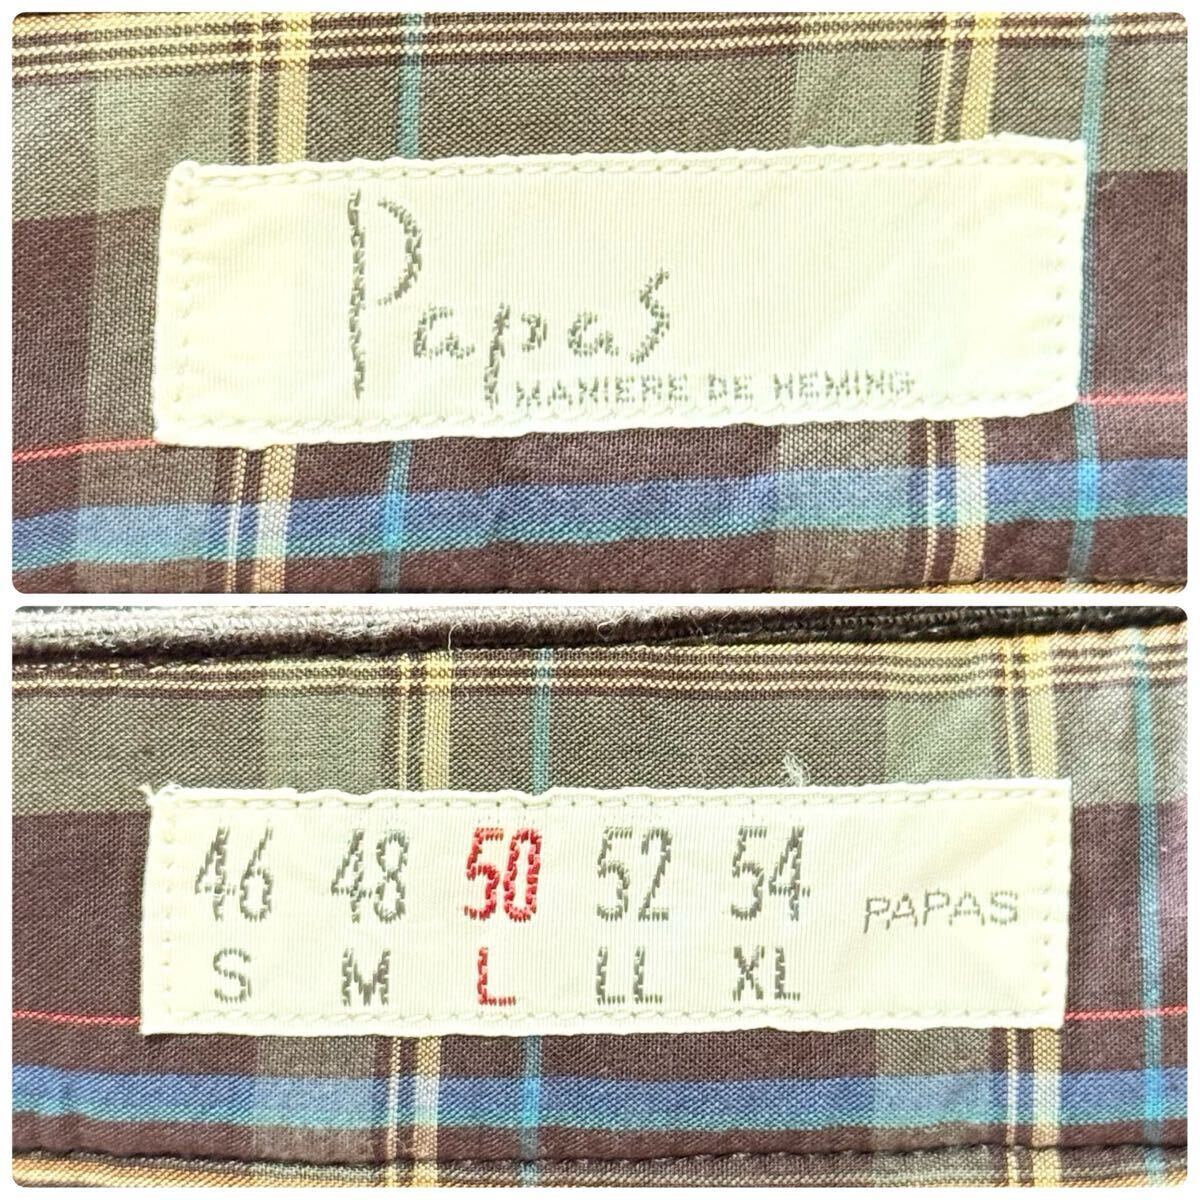 Papas
MANIERE DE HEMING
46 48 50 52 54 PAPAS
S M L LL XL